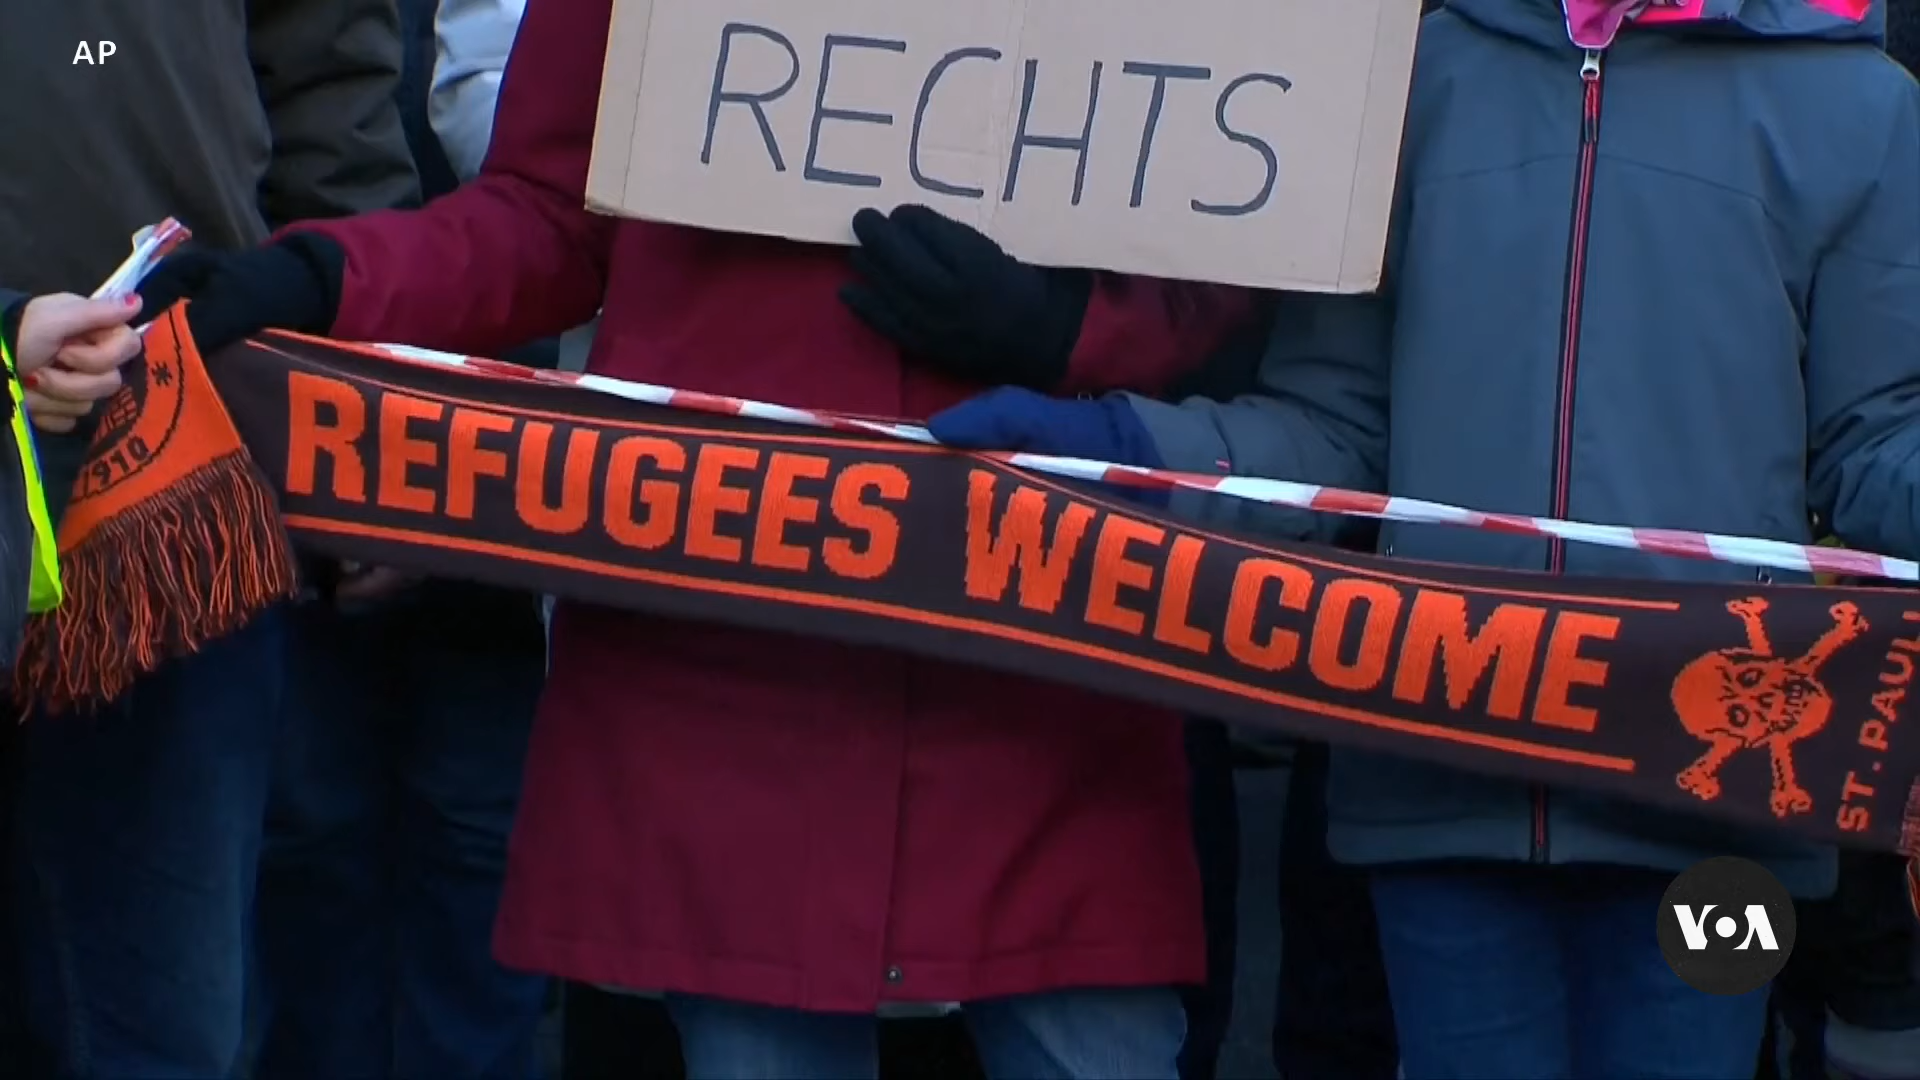 AP
RECHTS
REFUGEES WELCOME
1910
ST. PAULI
VOA